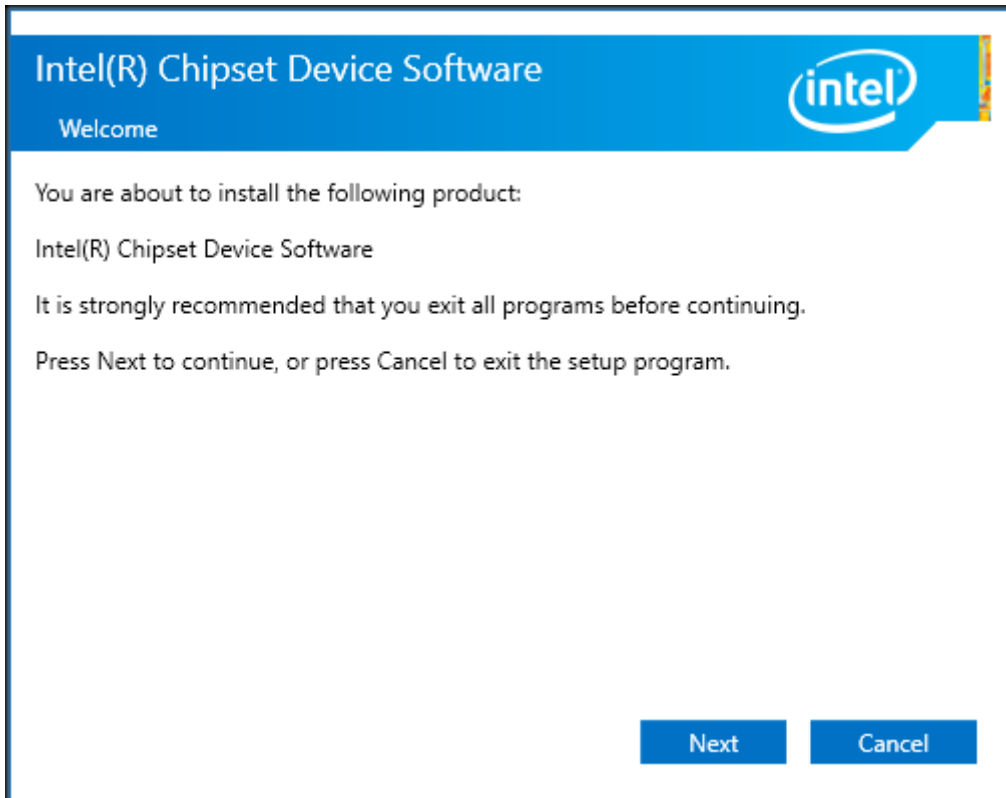 Intel(R) Chipset Device Software
intel
Welcome
You are about to install the following product:
Intel(R) Chipset Device Software
It is strongly recommended that you exit all programs before continuing.
Press Next to continue, or press Cancel to exit the setup program.
Next
Cancel